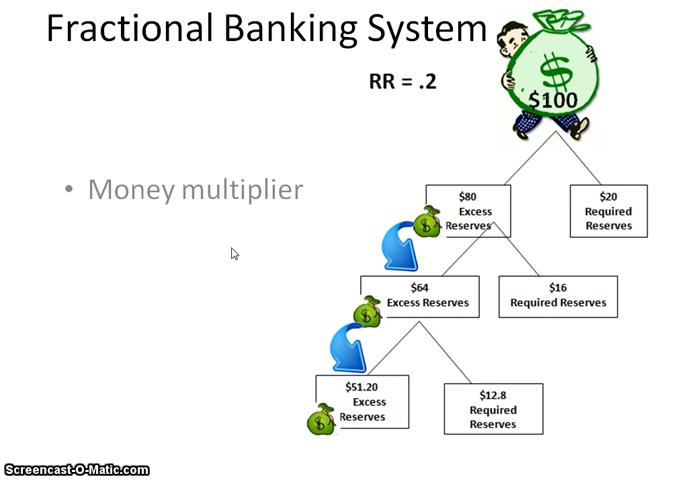 Fractional Banking System
RR = .2
$100
• Money multiplier
$80
Excess
Reserves
$20
Required
Reserves
$64
Excess Reserves
$16
Required Reserves
$51.20
Excess
Reserves
$12.8
Required
Reserves
Screencast-O-Matic.com